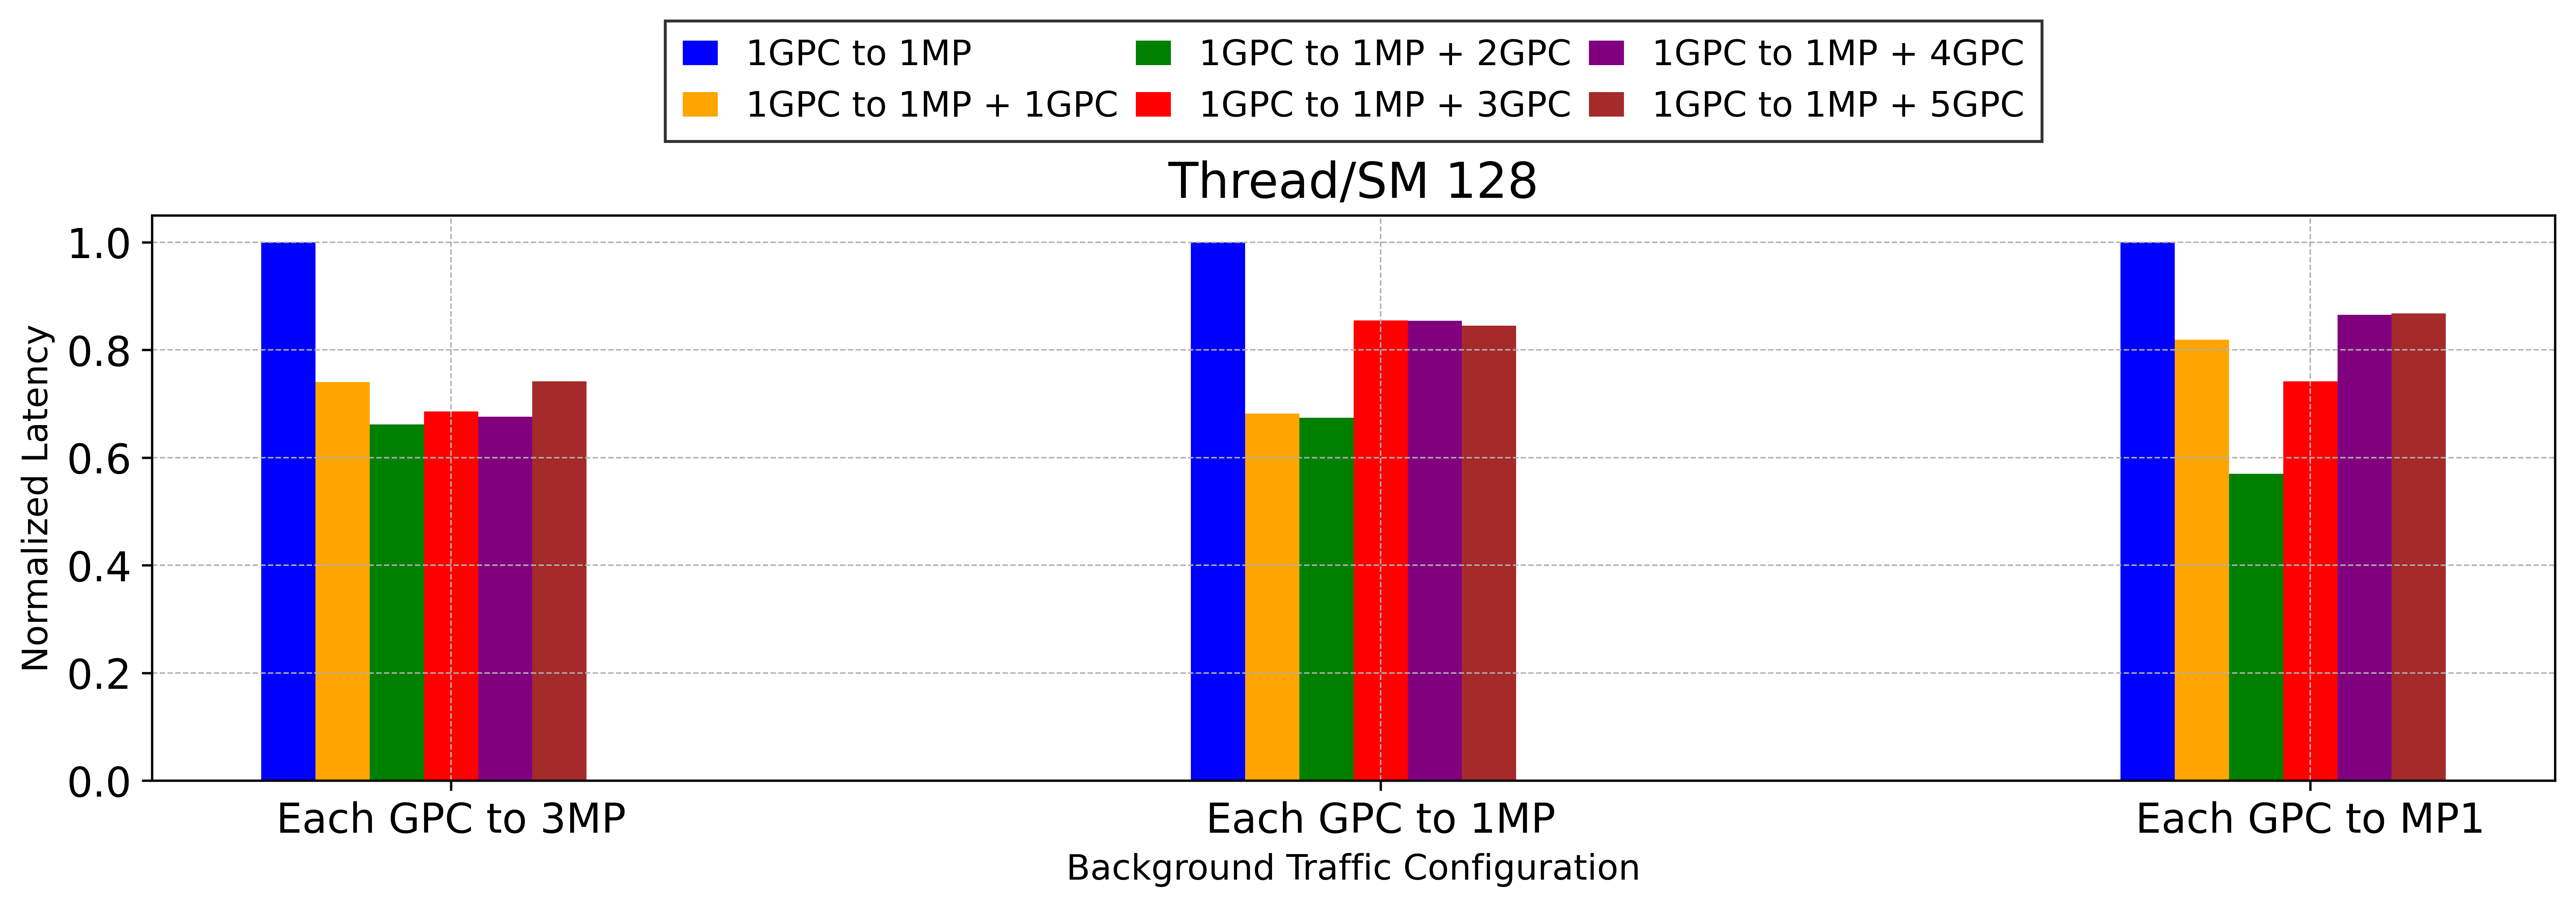 1GPC to 1MP
1GPC to 1MP + 1GPC
1GPC to 1MP + 2GPC
1GPC to 1MP + 3GPC
1GPC to 1MP + 4GPC
1GPC to 1MP + 5GPC
Thread/SM 128
Normalized Latency
1.0
0.8
0.6
0.4
0.2
0.0
Each GPC to 3MP
Each GPC to 1MP
Each GPC to MP1
Background Traffic Configuration